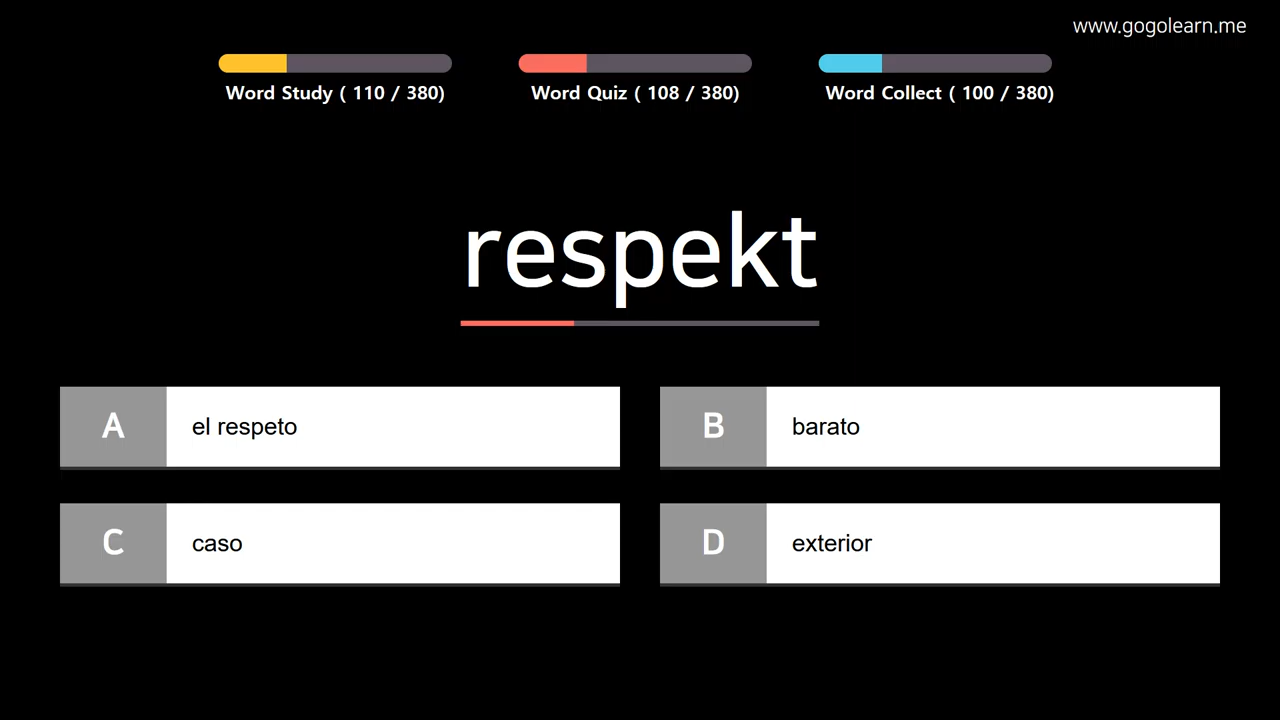 www.gogolearn.me
Word Study ( 110 / 380)
Word Quiz ( 108 / 380)
Word Collect ( 100 / 380)
respekt
A el respeto
B barato
C caso
D exterior